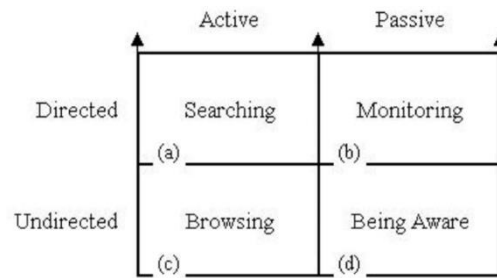 Active Passive
Directed Searching Monitoring
(a) (b)
Undirected Browsing Being Aware
(c) (d)